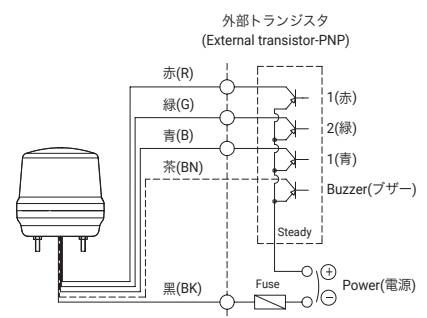 外部トランジスタ
(External transistor-PNP)
赤(R)
1(赤)
緑(G)
2(緑)
青(B)
1(青)
茶(BN)
Buzzer(ブザー)
Steady
+
Power(電源)
黒(BK)
Fuse
−